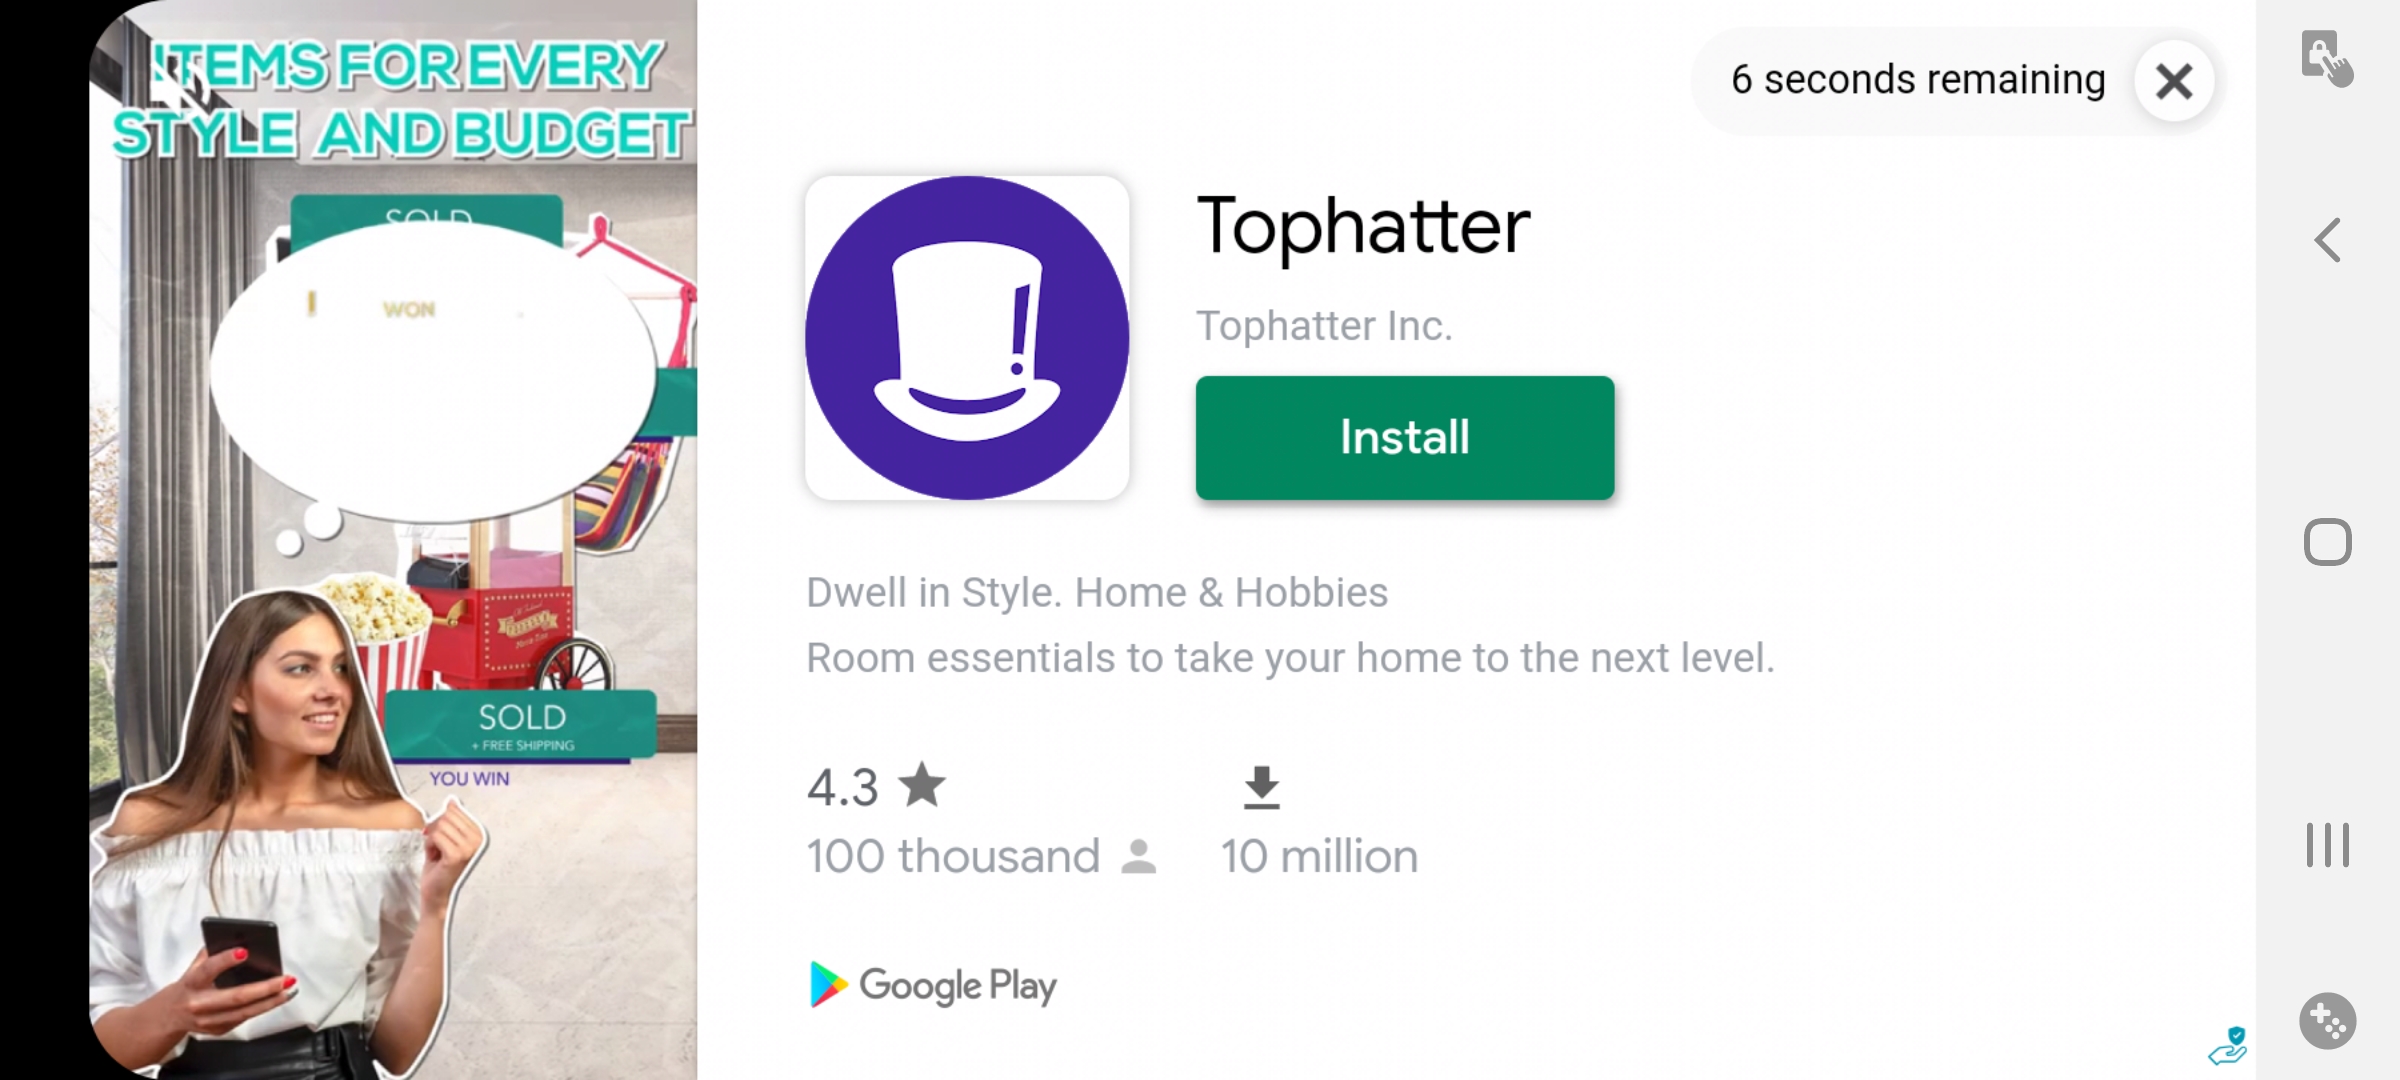 ITEMS FOR EVERY
STYLE AND BUDGET
SOLD
I WON
SOLD
+ FREE SHIPPING
YOU WIN
6 seconds remaining
Tophatter
Tophatter Inc.
Install
Dwell in Style. Home & Hobbies
Room essentials to take your home to the next level.
4.3
100 thousand
10 million
Google Play